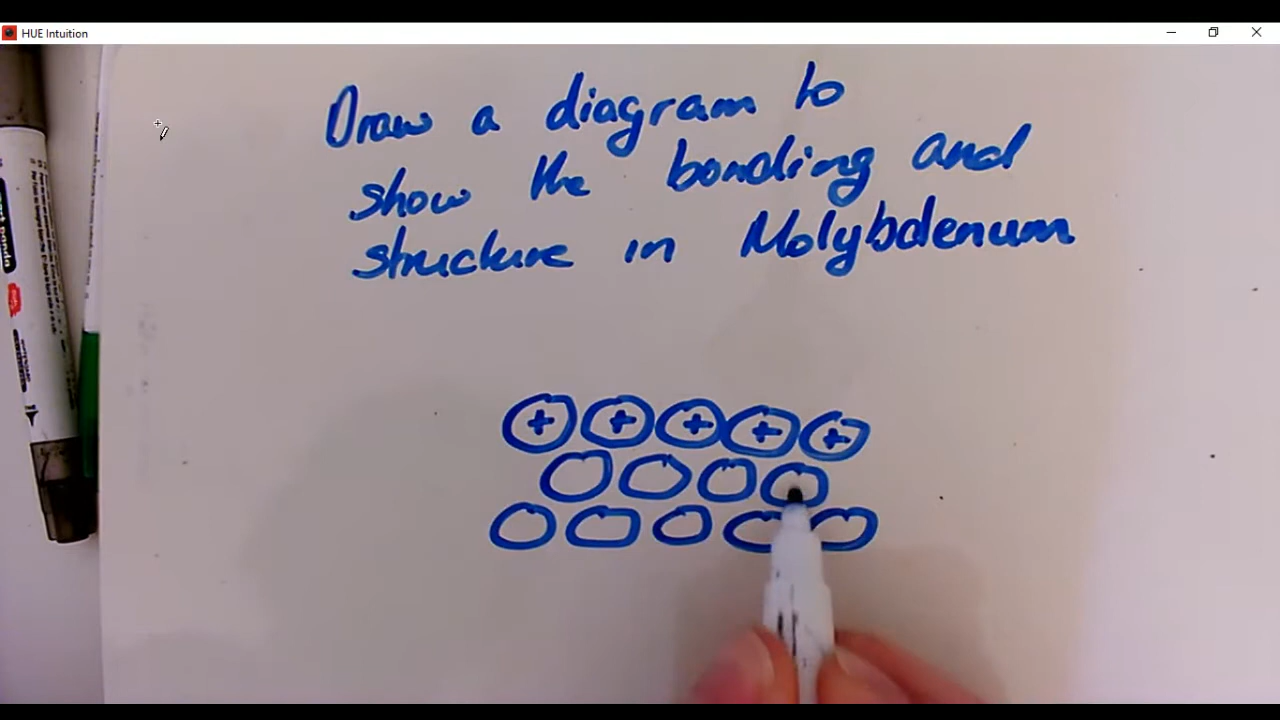 HUE Intuition
Draw a diagram to
show the bonding and
structure in Molybdenum
+ + + + +